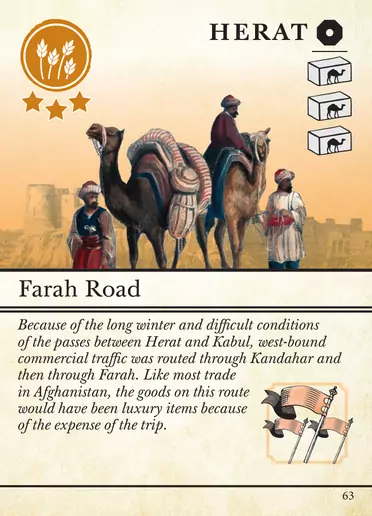 HERAT
Farah Road
Because of the long winter and difficult conditions
of the passes between Herat and Kabul, west-bound
commercial traffic was routed through Kandahar and
then through Farah. Like most trade
in Afghanistan, the goods on this route
would have been luxury items because
of the expense of the trip.
63